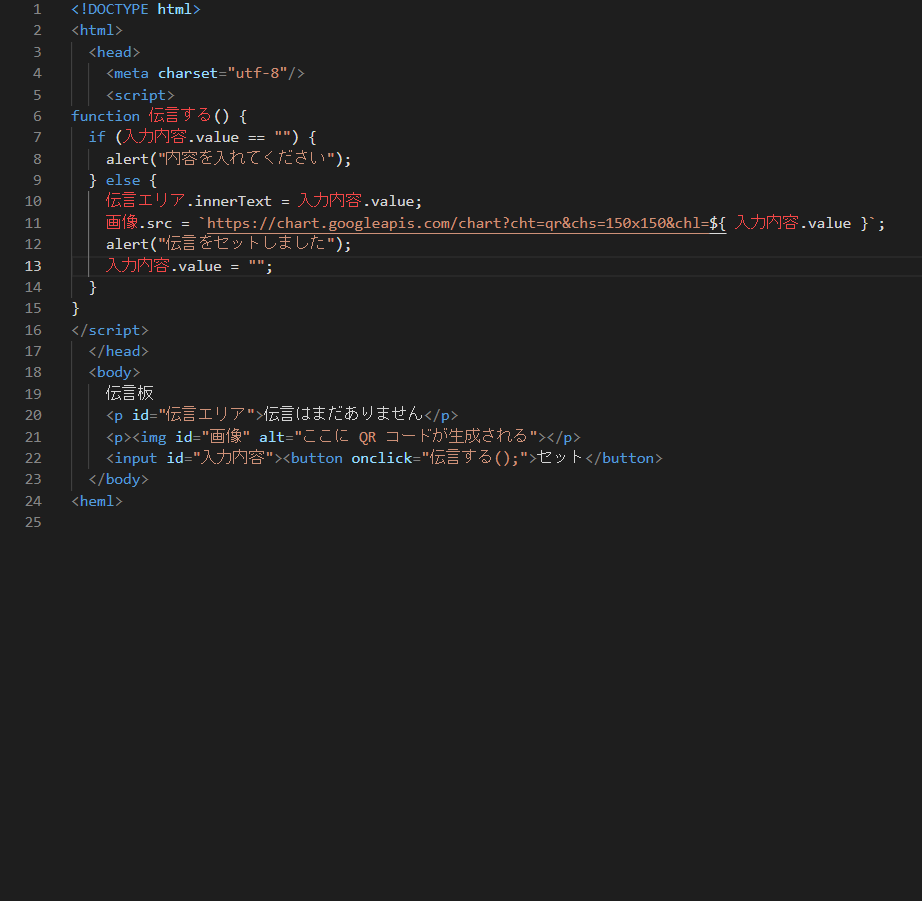 1 <!DOCTYPE html>
2 <html>
3 <head>
4 <meta charset="utf-8"/>
5 <script>
6 function 伝言する() {
7 if (入力内容.value == "") {
8 alert("内容を入れてください");
9 } else {
10 伝言エリア.innerText = 入力内容.value;
11 画像.src = `https://chart.googleapis.com/chart?cht=qr&chs=150x150&chl=${ 入力内容.value }`;
12 alert("伝言をセットしました");
13 入力内容.value = "";
14 }
15 }
16 </script>
17 </head>
18 <body>
19 伝言板
20 <p id="伝言エリア">伝言はまだありません</p>
21 <p><img id="画像" alt="ここに QR コードが生成される"></p>
22 <input id="入力内容"><button onclick="伝言する();">セット</button>
23 </body>
24 <heml>
25